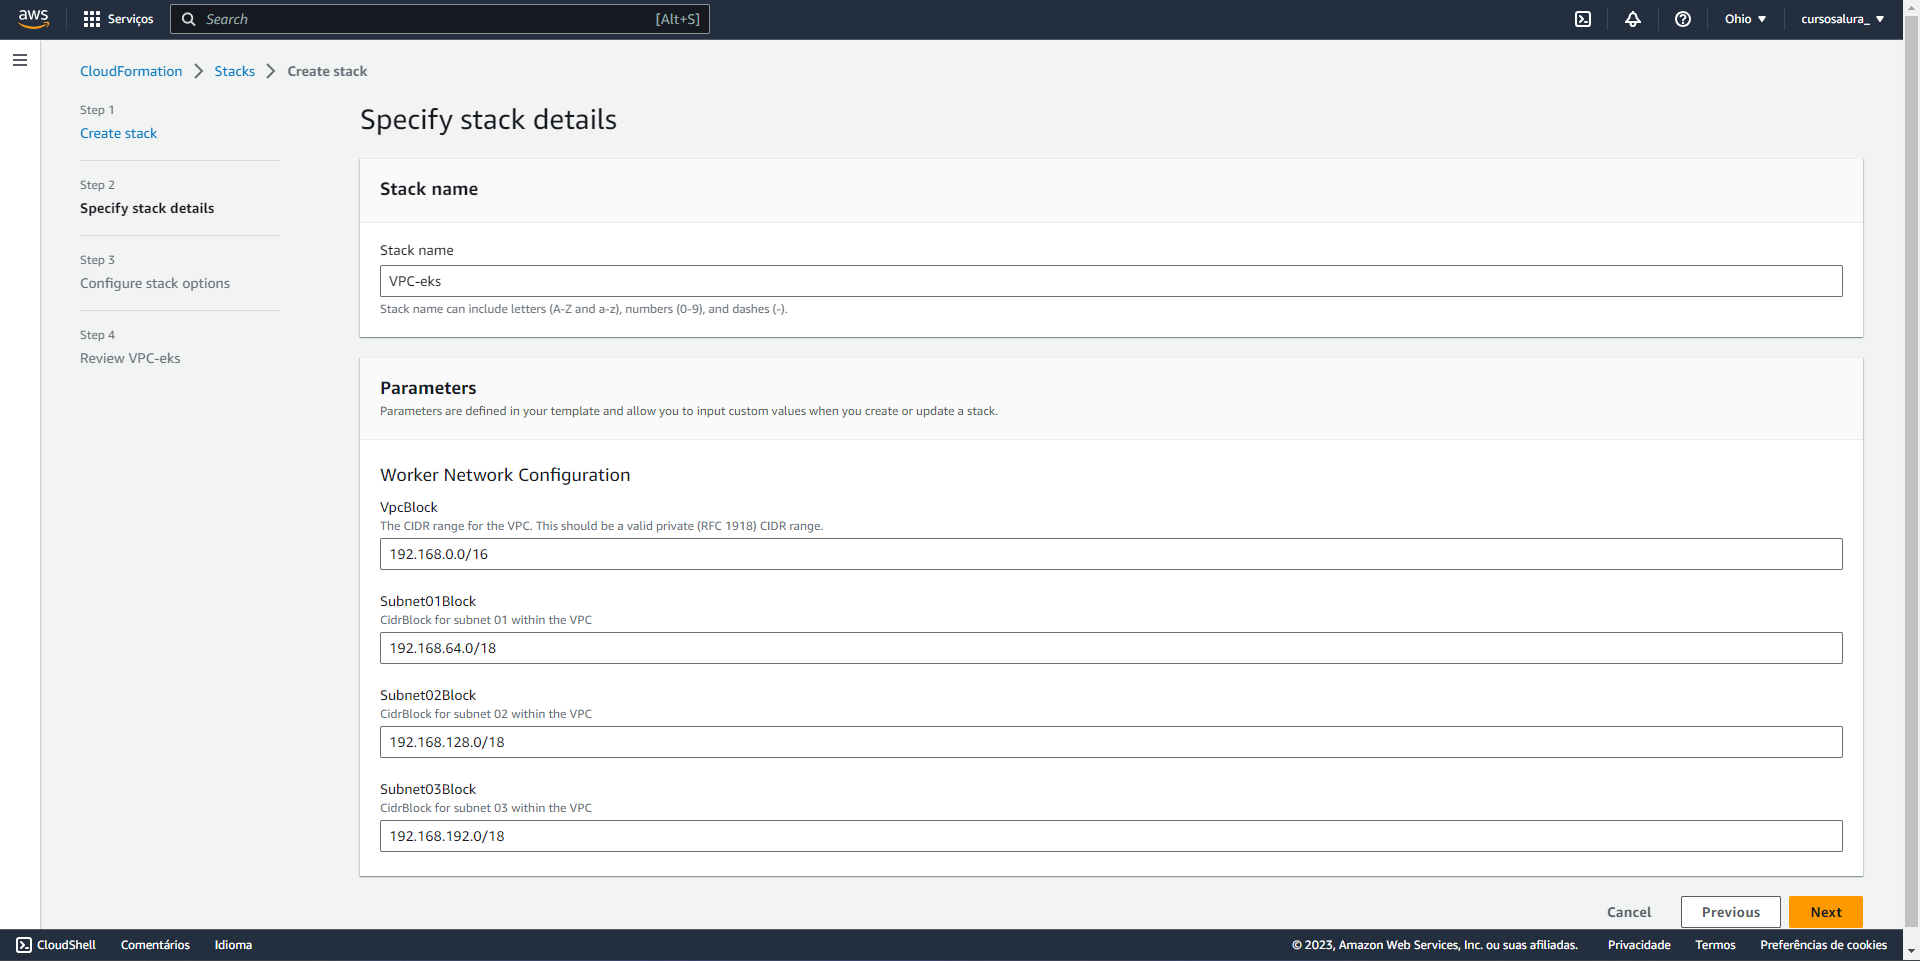 aws
Serviços
Search
[Alt+S]
Ohio
cursosalura_
CloudFormation
Stacks
Create stack
Step 1
Create stack
Step 2
Specify stack details
Step 3
Configure stack options
Step 4
Review VPC-eks
Specify stack details
Stack name
Stack name
VPC-eks
Stack name can include letters (A-Z and a-z), numbers (0-9), and dashes (-).
Parameters
Parameters are defined in your template and allow you to input custom values when you create or update a stack.
Worker Network Configuration
VpcBlock
The CIDR range for the VPC. This should be a valid private (RFC 1918) CIDR range.
192.168.0.0/16
Subnet01Block
CidrBlock for subnet 01 within the VPC
192.168.64.0/18
Subnet02Block
CidrBlock for subnet 02 within the VPC
192.168.128.0/18
Subnet03Block
CidrBlock for subnet 03 within the VPC
192.168.192.0/18
Cancel
Previous
Next
CloudShell
Comentários
Idioma
© 2023, Amazon Web Services, Inc. ou suas afiliadas.
Privacidade
Termos
Preferências de cookies